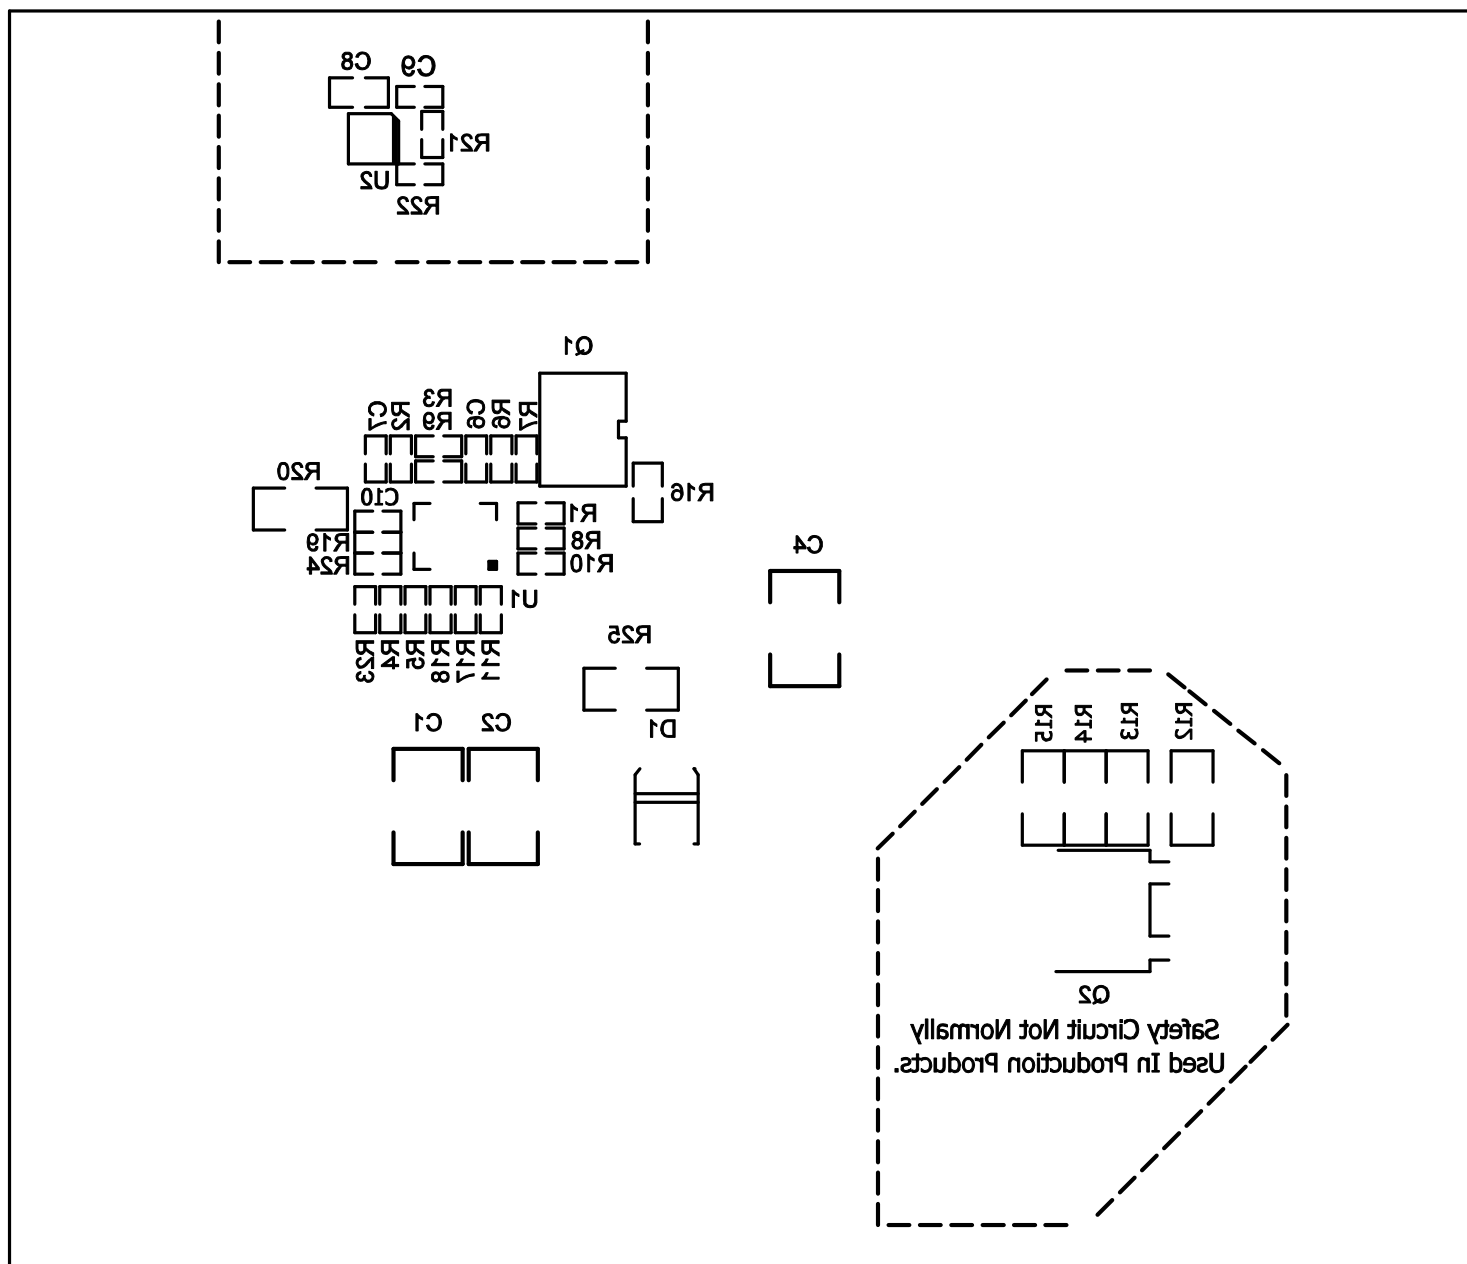 C8
C9
R21
U2
R22
Q1
R3
C7
R2
R9
C6
R6
R7
R20
C10
R16
R1
R19
R8
R24
R10
C4
U1
R25
R23
R4
R5
R18
R17
R11
C1
C2
D1
R15
R14
R13
R12
Q2
Safety Circuit Not Normally
Used In Production Products.